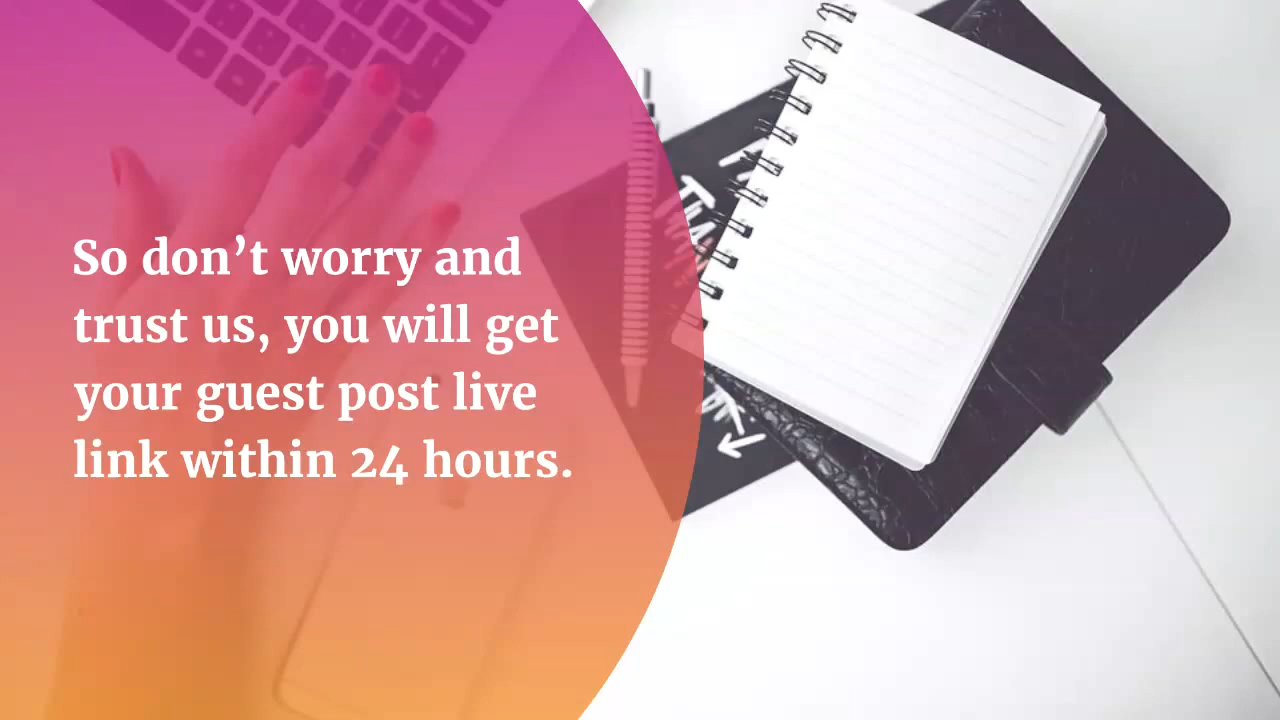 So don’t worry and
trust us, you will get
your guest post live
link within 24 hours.